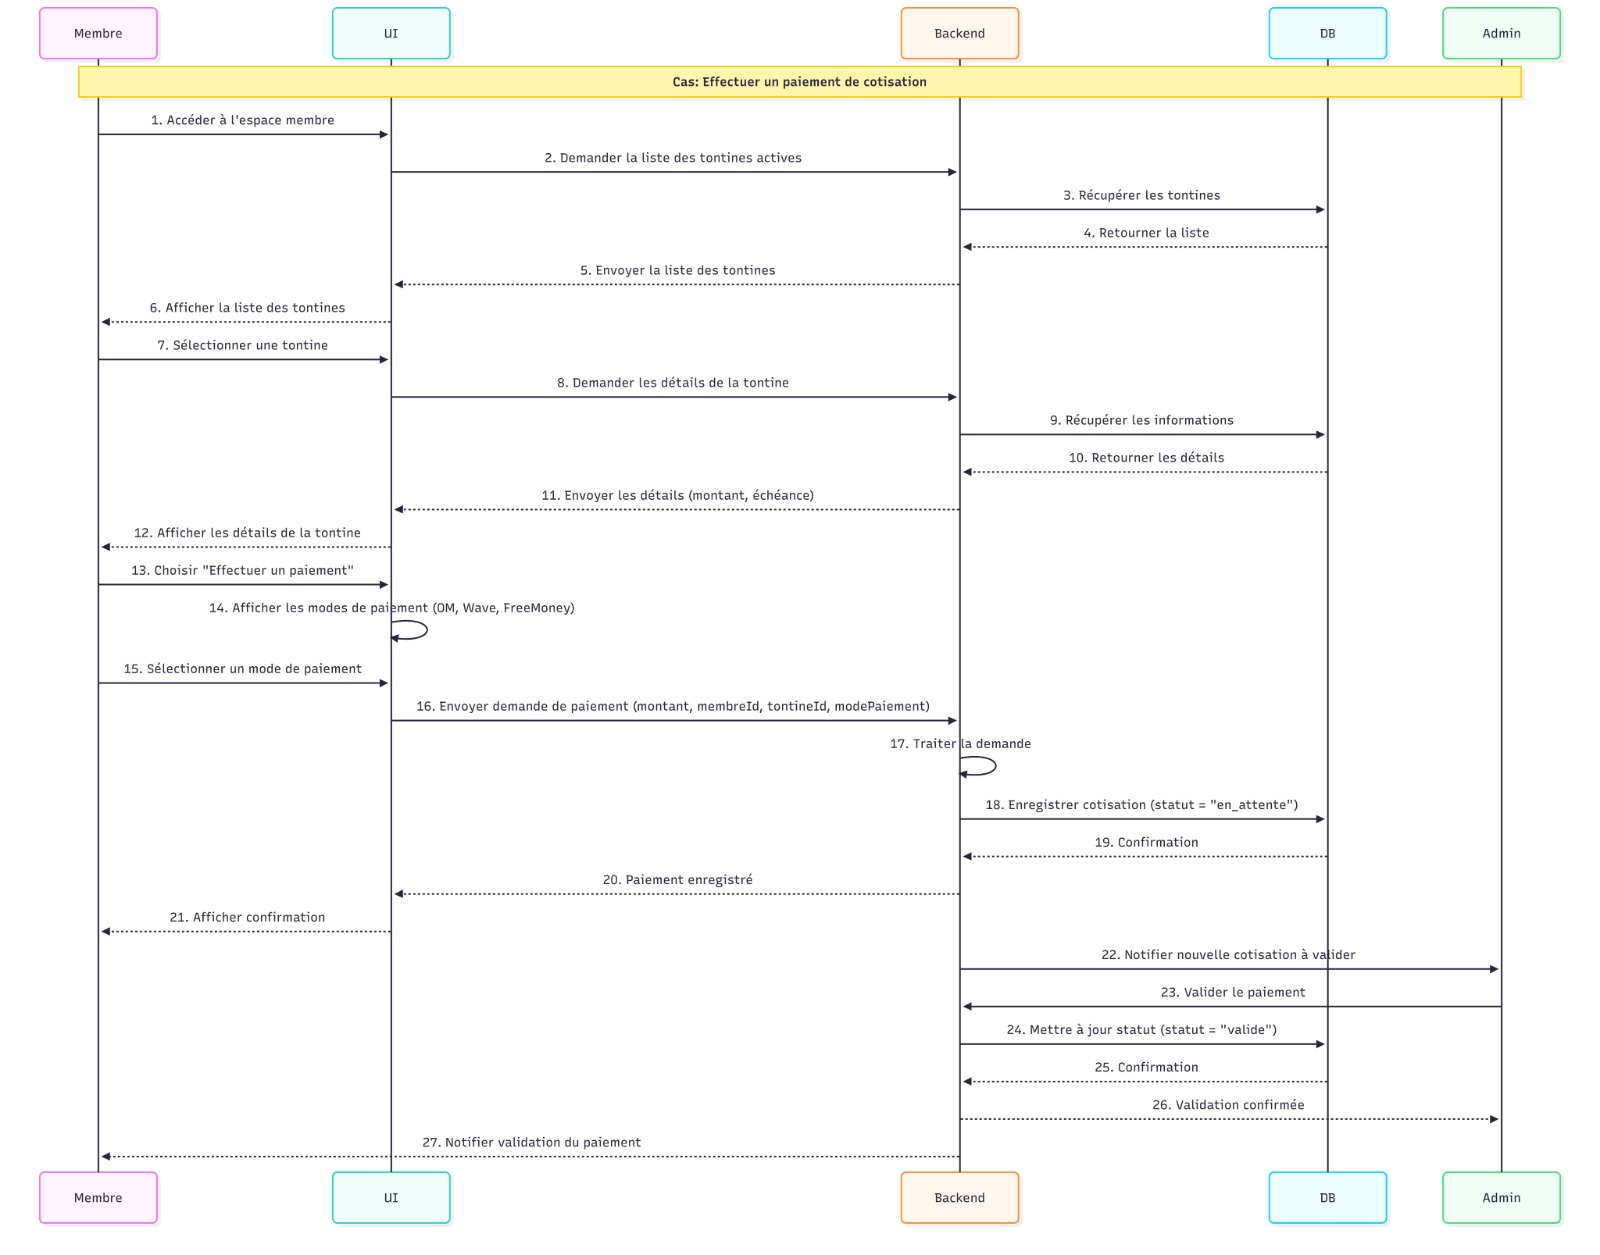 Membre
UI
Backend
DB
Admin
Cas: Effectuer un paiement de cotisation
1. Accéder à l'espace membre
2. Demander la liste des tontines actives
3. Récupérer les tontines
4. Retourner la liste
5. Envoyer la liste des tontines
6. Afficher la liste des tontines
7. Sélectionner une tontine
8. Demander les détails de la tontine
9. Récupérer les informations
10. Retourner les détails
11. Envoyer les détails (montant, échéance)
12. Afficher les détails de la tontine
13. Choisir "Effectuer un paiement"
14. Afficher les modes de paiement (OM, Wave, FreeMoney)
15. Sélectionner un mode de paiement
16. Envoyer demande de paiement (montant, membreId, tontineId, modePaiement)
17. Traiter la demande
18. Enregistrer cotisation (statut = "en_attente")
19. Confirmation
20. Paiement enregistré
21. Afficher confirmation
22. Notifier nouvelle cotisation à valider
23. Valider le paiement
24. Mettre à jour statut (statut = "valide")
25. Confirmation
26. Validation confirmée
27. Notifier validation du paiement
Membre
UI
Backend
DB
Admin